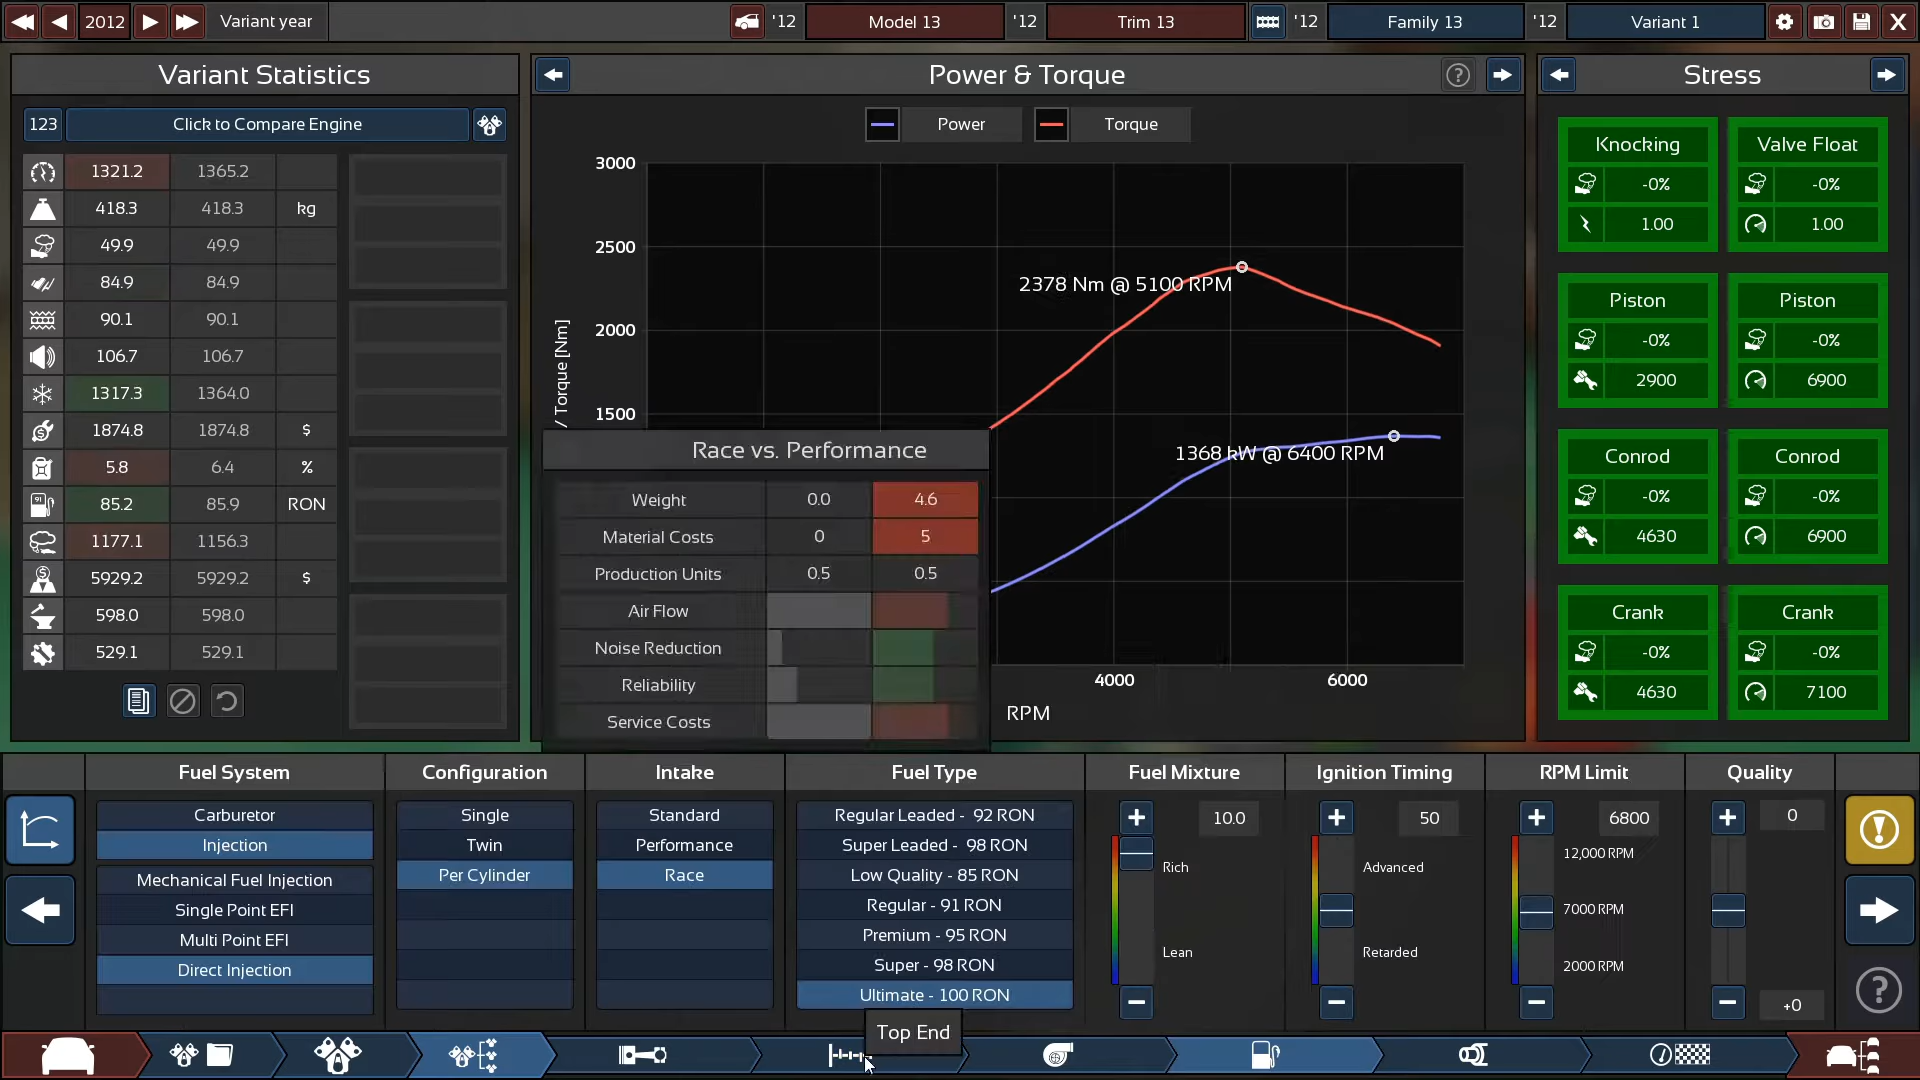 2012
Variant year
'12
Model 13
'12
Trim 13
'12
Family 13
'12
Variant 1
X
Variant Statistics
123
Click to Compare Engine
1321.2 1365.2
418.3 418.3 kg
49.9 49.9
84.9 84.9
90.1 90.1
106.7 106.7
1317.3 1364.0
1874.8 1874.8 $
5.8 6.4 %
85.2 85.9 RON
1177.1 1156.3
5929.2 5929.2 $
598.0 598.0
529.1 529.1
Power & Torque
?
Power
Torque
3000
2500
2000
1500
/ Torque [Nm]
2378 Nm @ 5100 RPM
1368 kW @ 6400 RPM
4000
6000
RPM
Race vs. Performance
Weight 0.0 4.6
Material Costs 0 5
Production Units 0.5 0.5
Air Flow
Noise Reduction
Reliability
Service Costs
Stress
Knocking
-0%
1.00
Valve Float
-0%
1.00
Piston
-0%
2900
Piston
-0%
6900
Conrod
-0%
4630
Conrod
-0%
6900
Crank
-0%
4630
Crank
-0%
7100
Fuel System
Carburetor
Injection
Mechanical Fuel Injection
Single Point EFI
Multi Point EFI
Direct Injection
Configuration
Single
Twin
Per Cylinder
Intake
Standard
Performance
Race
Fuel Type
Regular Leaded - 92 RON
Super Leaded - 98 RON
Low Quality - 85 RON
Regular - 91 RON
Premium - 95 RON
Super - 98 RON
Ultimate - 100 RON
Fuel Mixture
10.0
Rich
Lean
Ignition Timing
50
Advanced
Retarded
RPM Limit
6800
12,000 RPM
7000 RPM
2000 RPM
Quality
0
+0
?
Top End